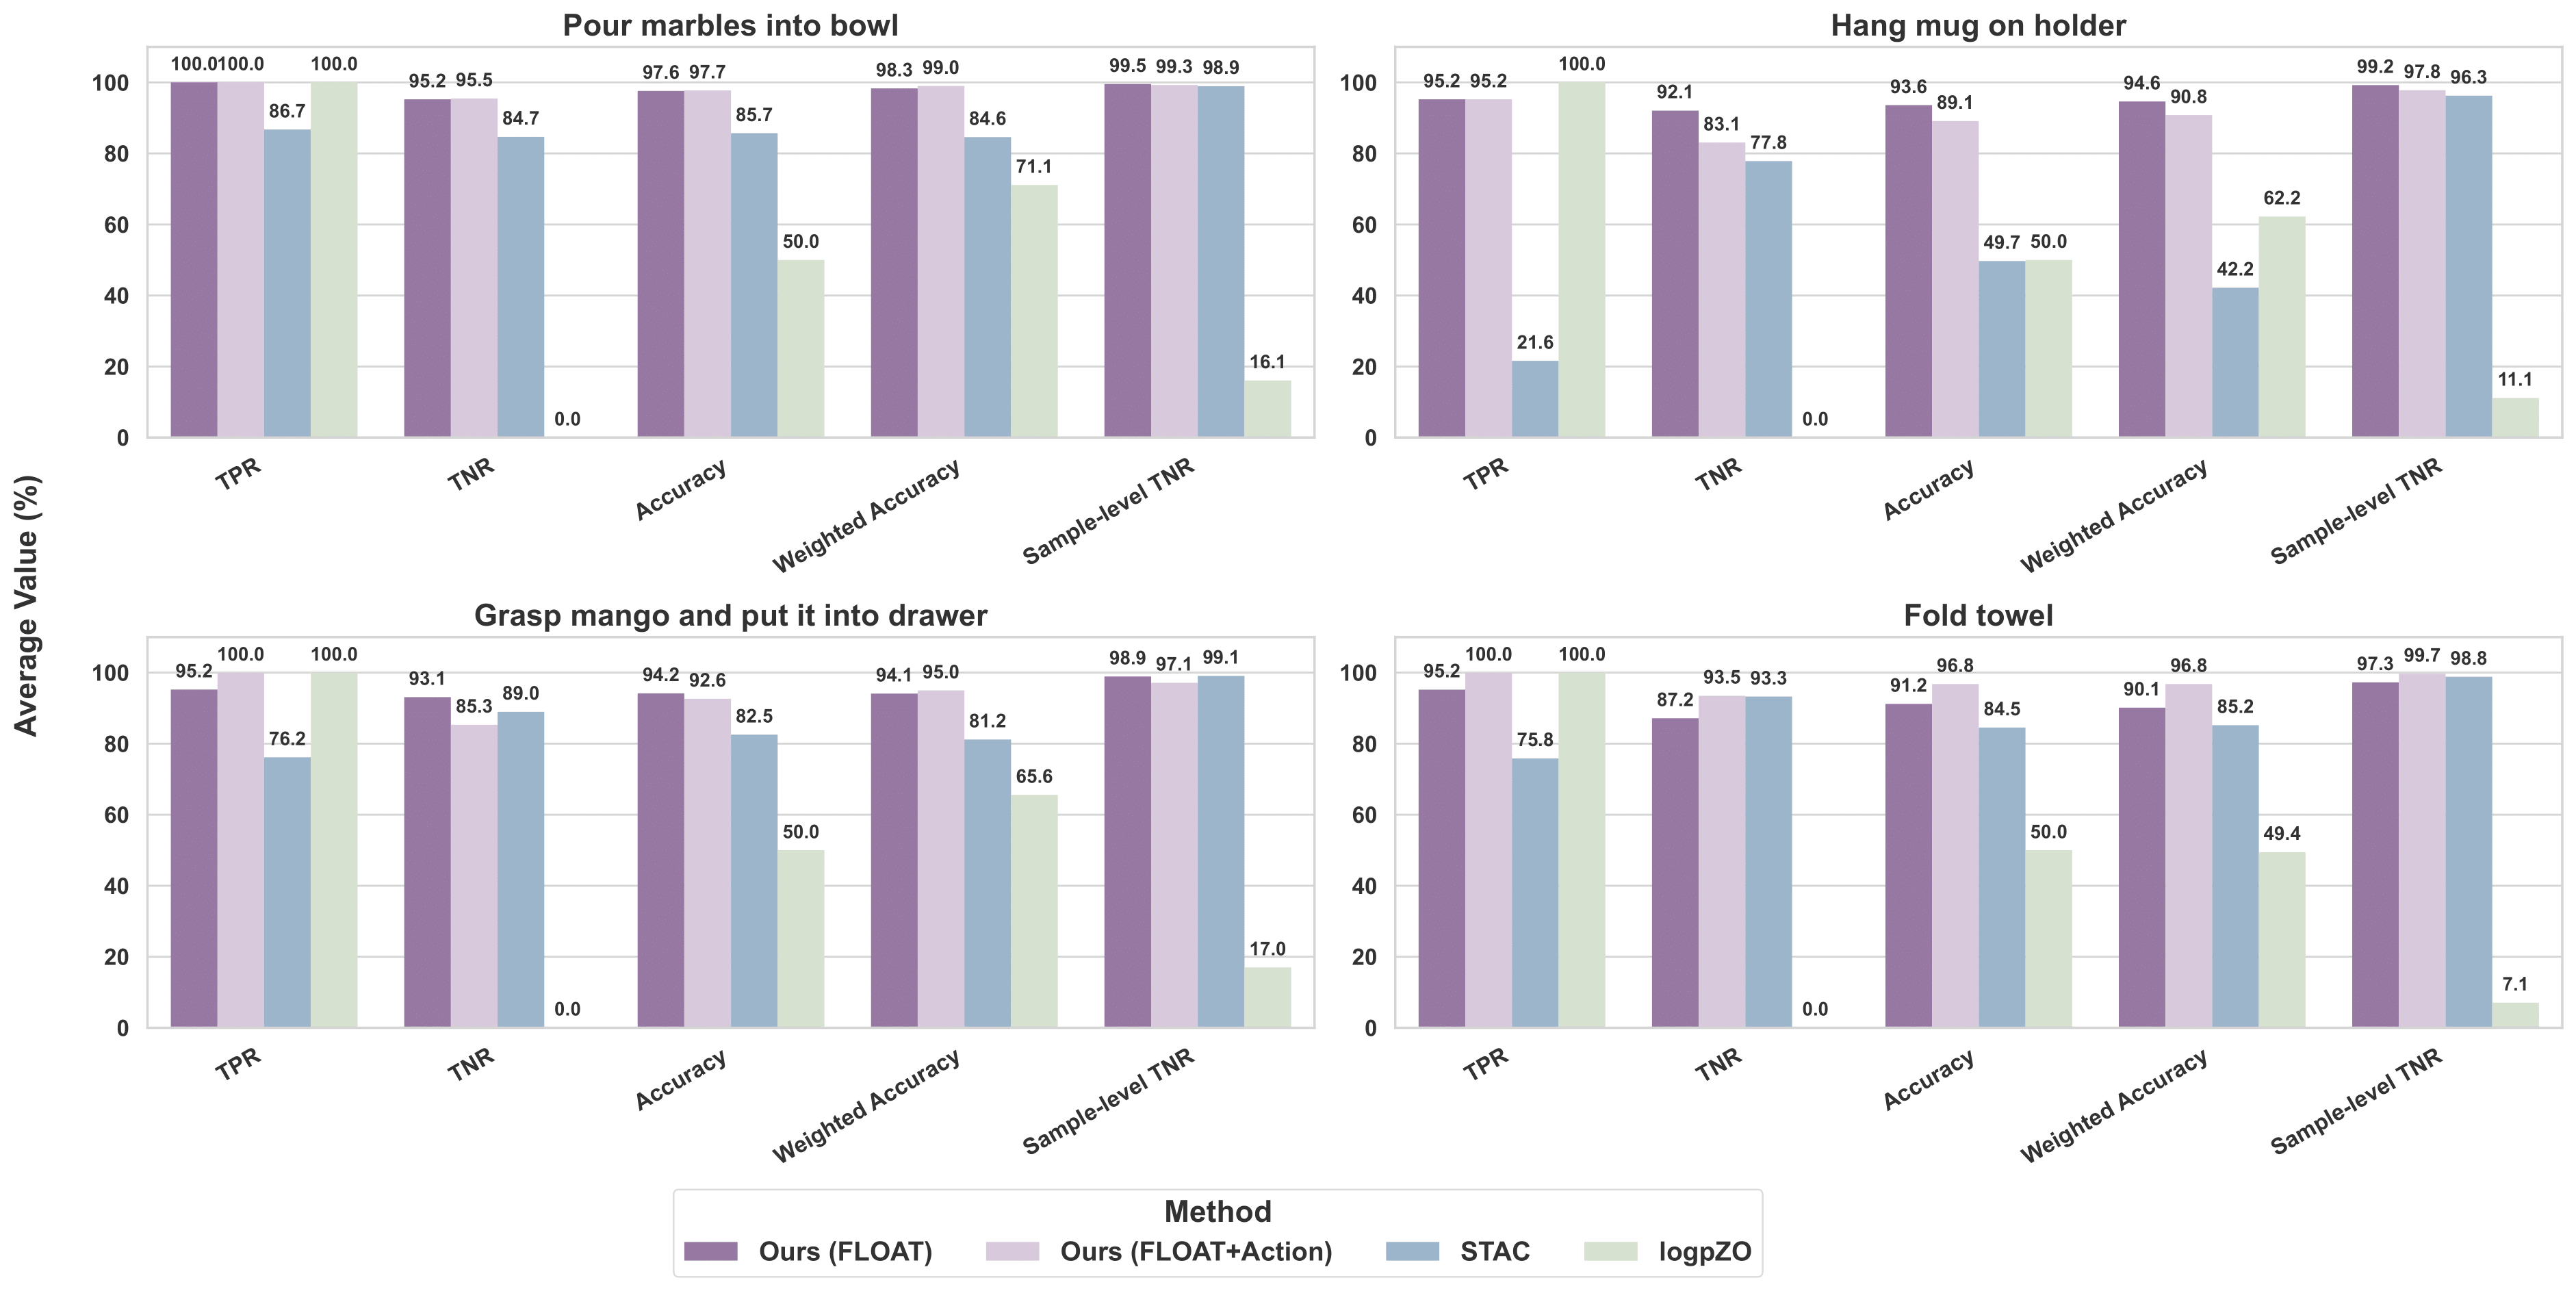 Pour marbles into bowl
100.0 100.0 86.7 100.0 95.2 95.5 84.7 0.0 97.6 97.7 85.7 50.0 98.3 99.0 84.6 71.1 99.5 99.3 98.9 16.1
100
80
60
40
20
0
TPR TNR Accuracy Weighted Accuracy Sample-level TNR
Hang mug on holder
95.2 95.2 21.6 100.0 92.1 83.1 77.8 0.0 93.6 89.1 49.7 50.0 94.6 90.8 42.2 62.2 99.2 97.8 96.3 11.1
100
80
60
40
20
0
TPR TNR Accuracy Weighted Accuracy Sample-level TNR
Average Value (%)
Grasp mango and put it into drawer
95.2 100.0 76.2 100.0 93.1 85.3 89.0 0.0 94.2 92.6 82.5 50.0 94.1 95.0 81.2 65.6 98.9 97.1 99.1 17.0
100
80
60
40
20
0
TPR TNR Accuracy Weighted Accuracy Sample-level TNR
Fold towel
95.2 100.0 75.8 100.0 87.2 93.5 93.3 0.0 91.2 96.8 84.5 50.0 90.1 96.8 85.2 49.4 97.3 99.7 98.8 7.1
100
80
60
40
20
0
TPR TNR Accuracy Weighted Accuracy Sample-level TNR
Method
Ours (FLOAT) Ours (FLOAT+Action) STAC logpZO